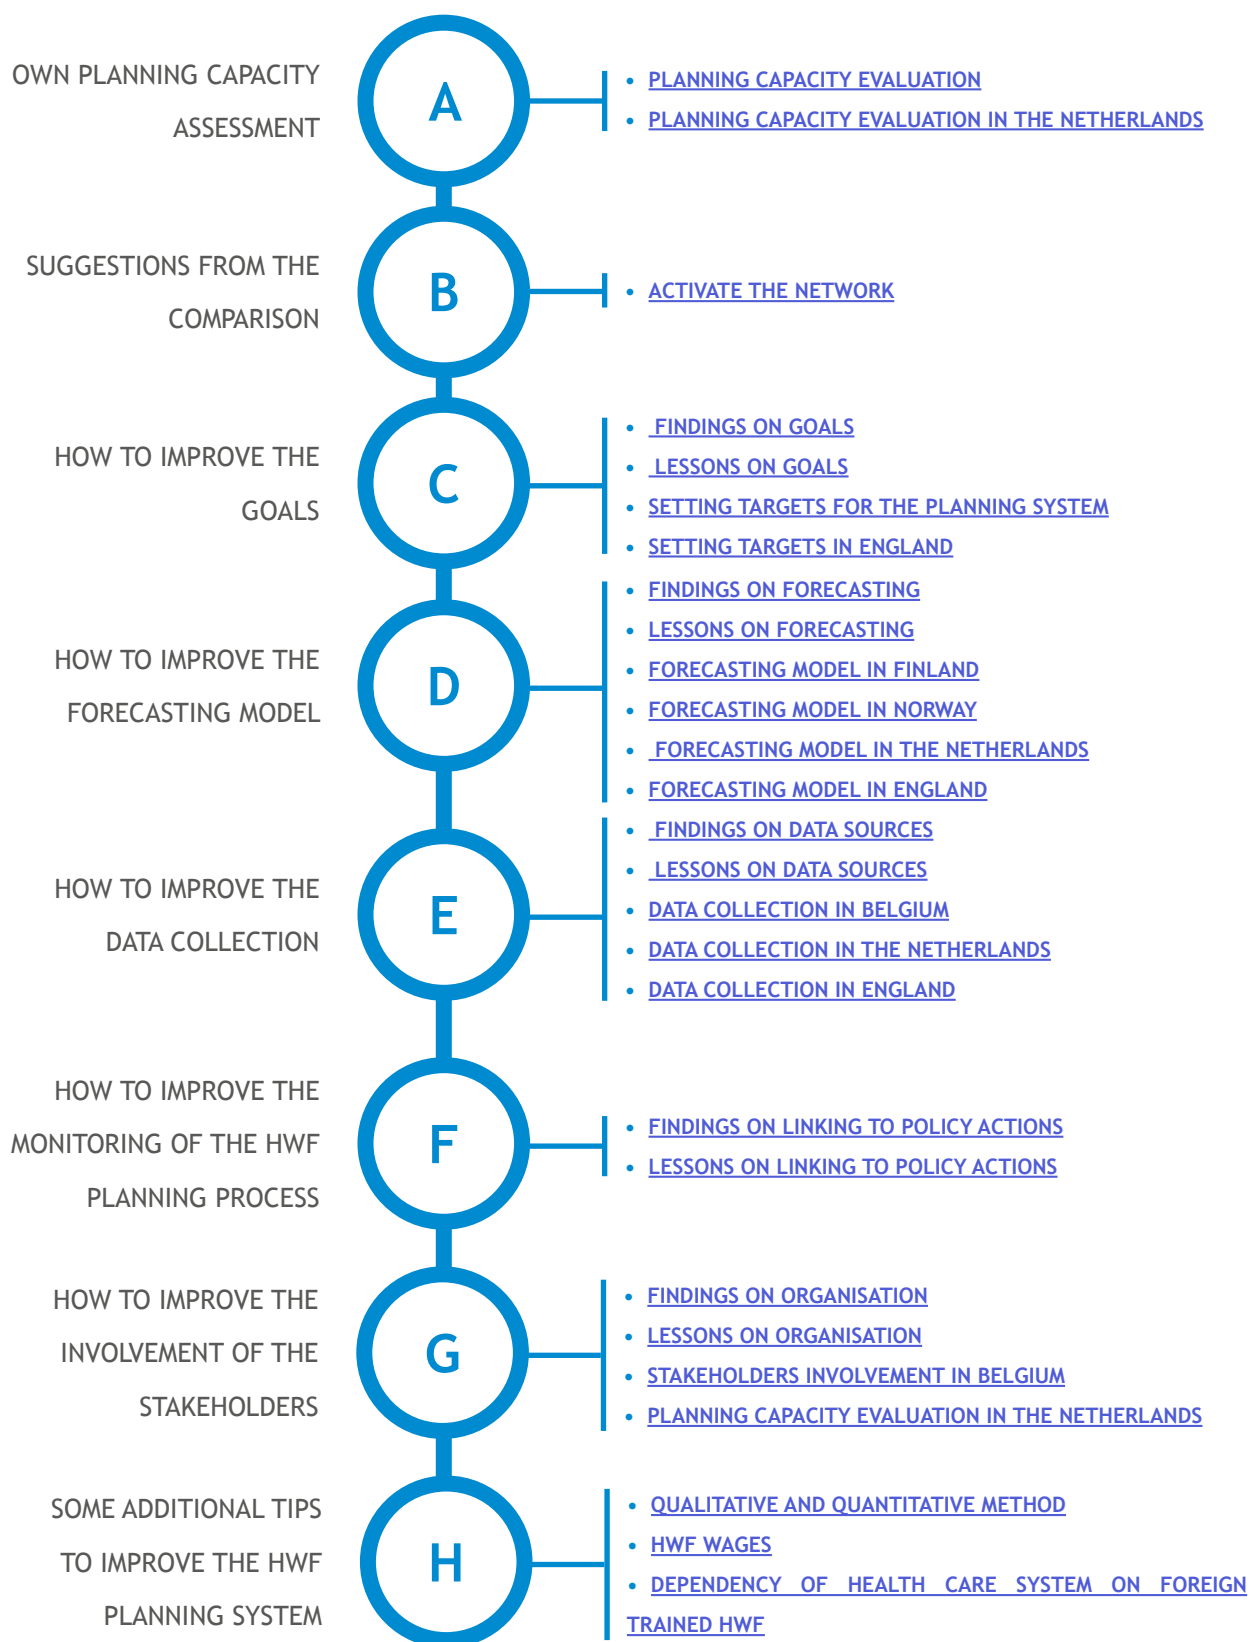 OWN PLANNING CAPACITY
ASSESSMENT
A
• PLANNING CAPACITY EVALUATION
• PLANNING CAPACITY EVALUATION IN THE NETHERLANDS
SUGGESTIONS FROM THE
COMPARISON
B
• ACTIVATE THE NETWORK
HOW TO IMPROVE THE
GOALS
C
• FINDINGS ON GOALS
• LESSONS ON GOALS
• SETTING TARGETS FOR THE PLANNING SYSTEM
• SETTING TARGETS IN ENGLAND
HOW TO IMPROVE THE
FORECASTING MODEL
D
• FINDINGS ON FORECASTING
• LESSONS ON FORECASTING
• FORECASTING MODEL IN FINLAND
• FORECASTING MODEL IN NORWAY
• FORECASTING MODEL IN THE NETHERLANDS
• FORECASTING MODEL IN ENGLAND
HOW TO IMPROVE THE
DATA COLLECTION
E
• FINDINGS ON DATA SOURCES
• LESSONS ON DATA SOURCES
• DATA COLLECTION IN BELGIUM
• DATA COLLECTION IN THE NETHERLANDS
• DATA COLLECTION IN ENGLAND
HOW TO IMPROVE THE
MONITORING OF THE HWF
PLANNING PROCESS
F
• FINDINGS ON LINKING TO POLICY ACTIONS
• LESSONS ON LINKING TO POLICY ACTIONS
HOW TO IMPROVE THE
INVOLVEMENT OF THE
STAKEHOLDERS
G
• FINDINGS ON ORGANISATION
• LESSONS ON ORGANISATION
• STAKEHOLDERS INVOLVEMENT IN BELGIUM
• PLANNING CAPACITY EVALUATION IN THE NETHERLANDS
SOME ADDITIONAL TIPS
TO IMPROVE THE HWF
PLANNING SYSTEM
H
• QUALITATIVE AND QUANTITATIVE METHOD
• HWF WAGES
• DEPENDENCY OF HEALTH CARE SYSTEM ON FOREIGN
TRAINED HWF